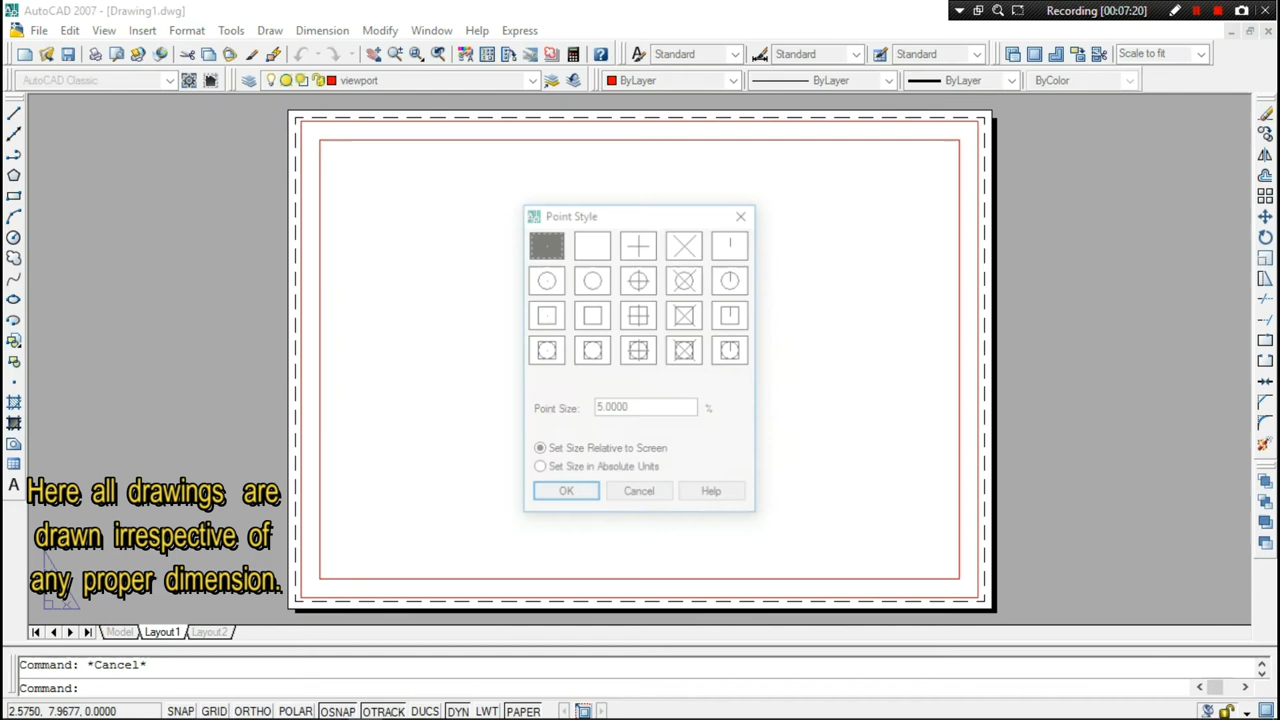 AutoCAD 2007 - [Drawing1.dwg]
Recording [00:07:20]
File Edit View Insert Format Tools Draw Dimension Modify Window Help Express
Standard Standard Standard Scale to fit
AutoCAD Classic viewport ByLayer ByLayer ByLayer ByColor
Point Style
Point Size: 5.0000 %
Set Size Relative to Screen
Set Size in Absolute Units
OK Cancel Help
A
Here all drawings are
drawn irrespective of
any proper dimension.
Model Layout1 Layout2
Command: *Cancel*
Command:
2.5750, 7.9677, 0.0000 SNAP GRID ORTHO POLAR OSNAP OTRACK DUCS DYN LWT PAPER